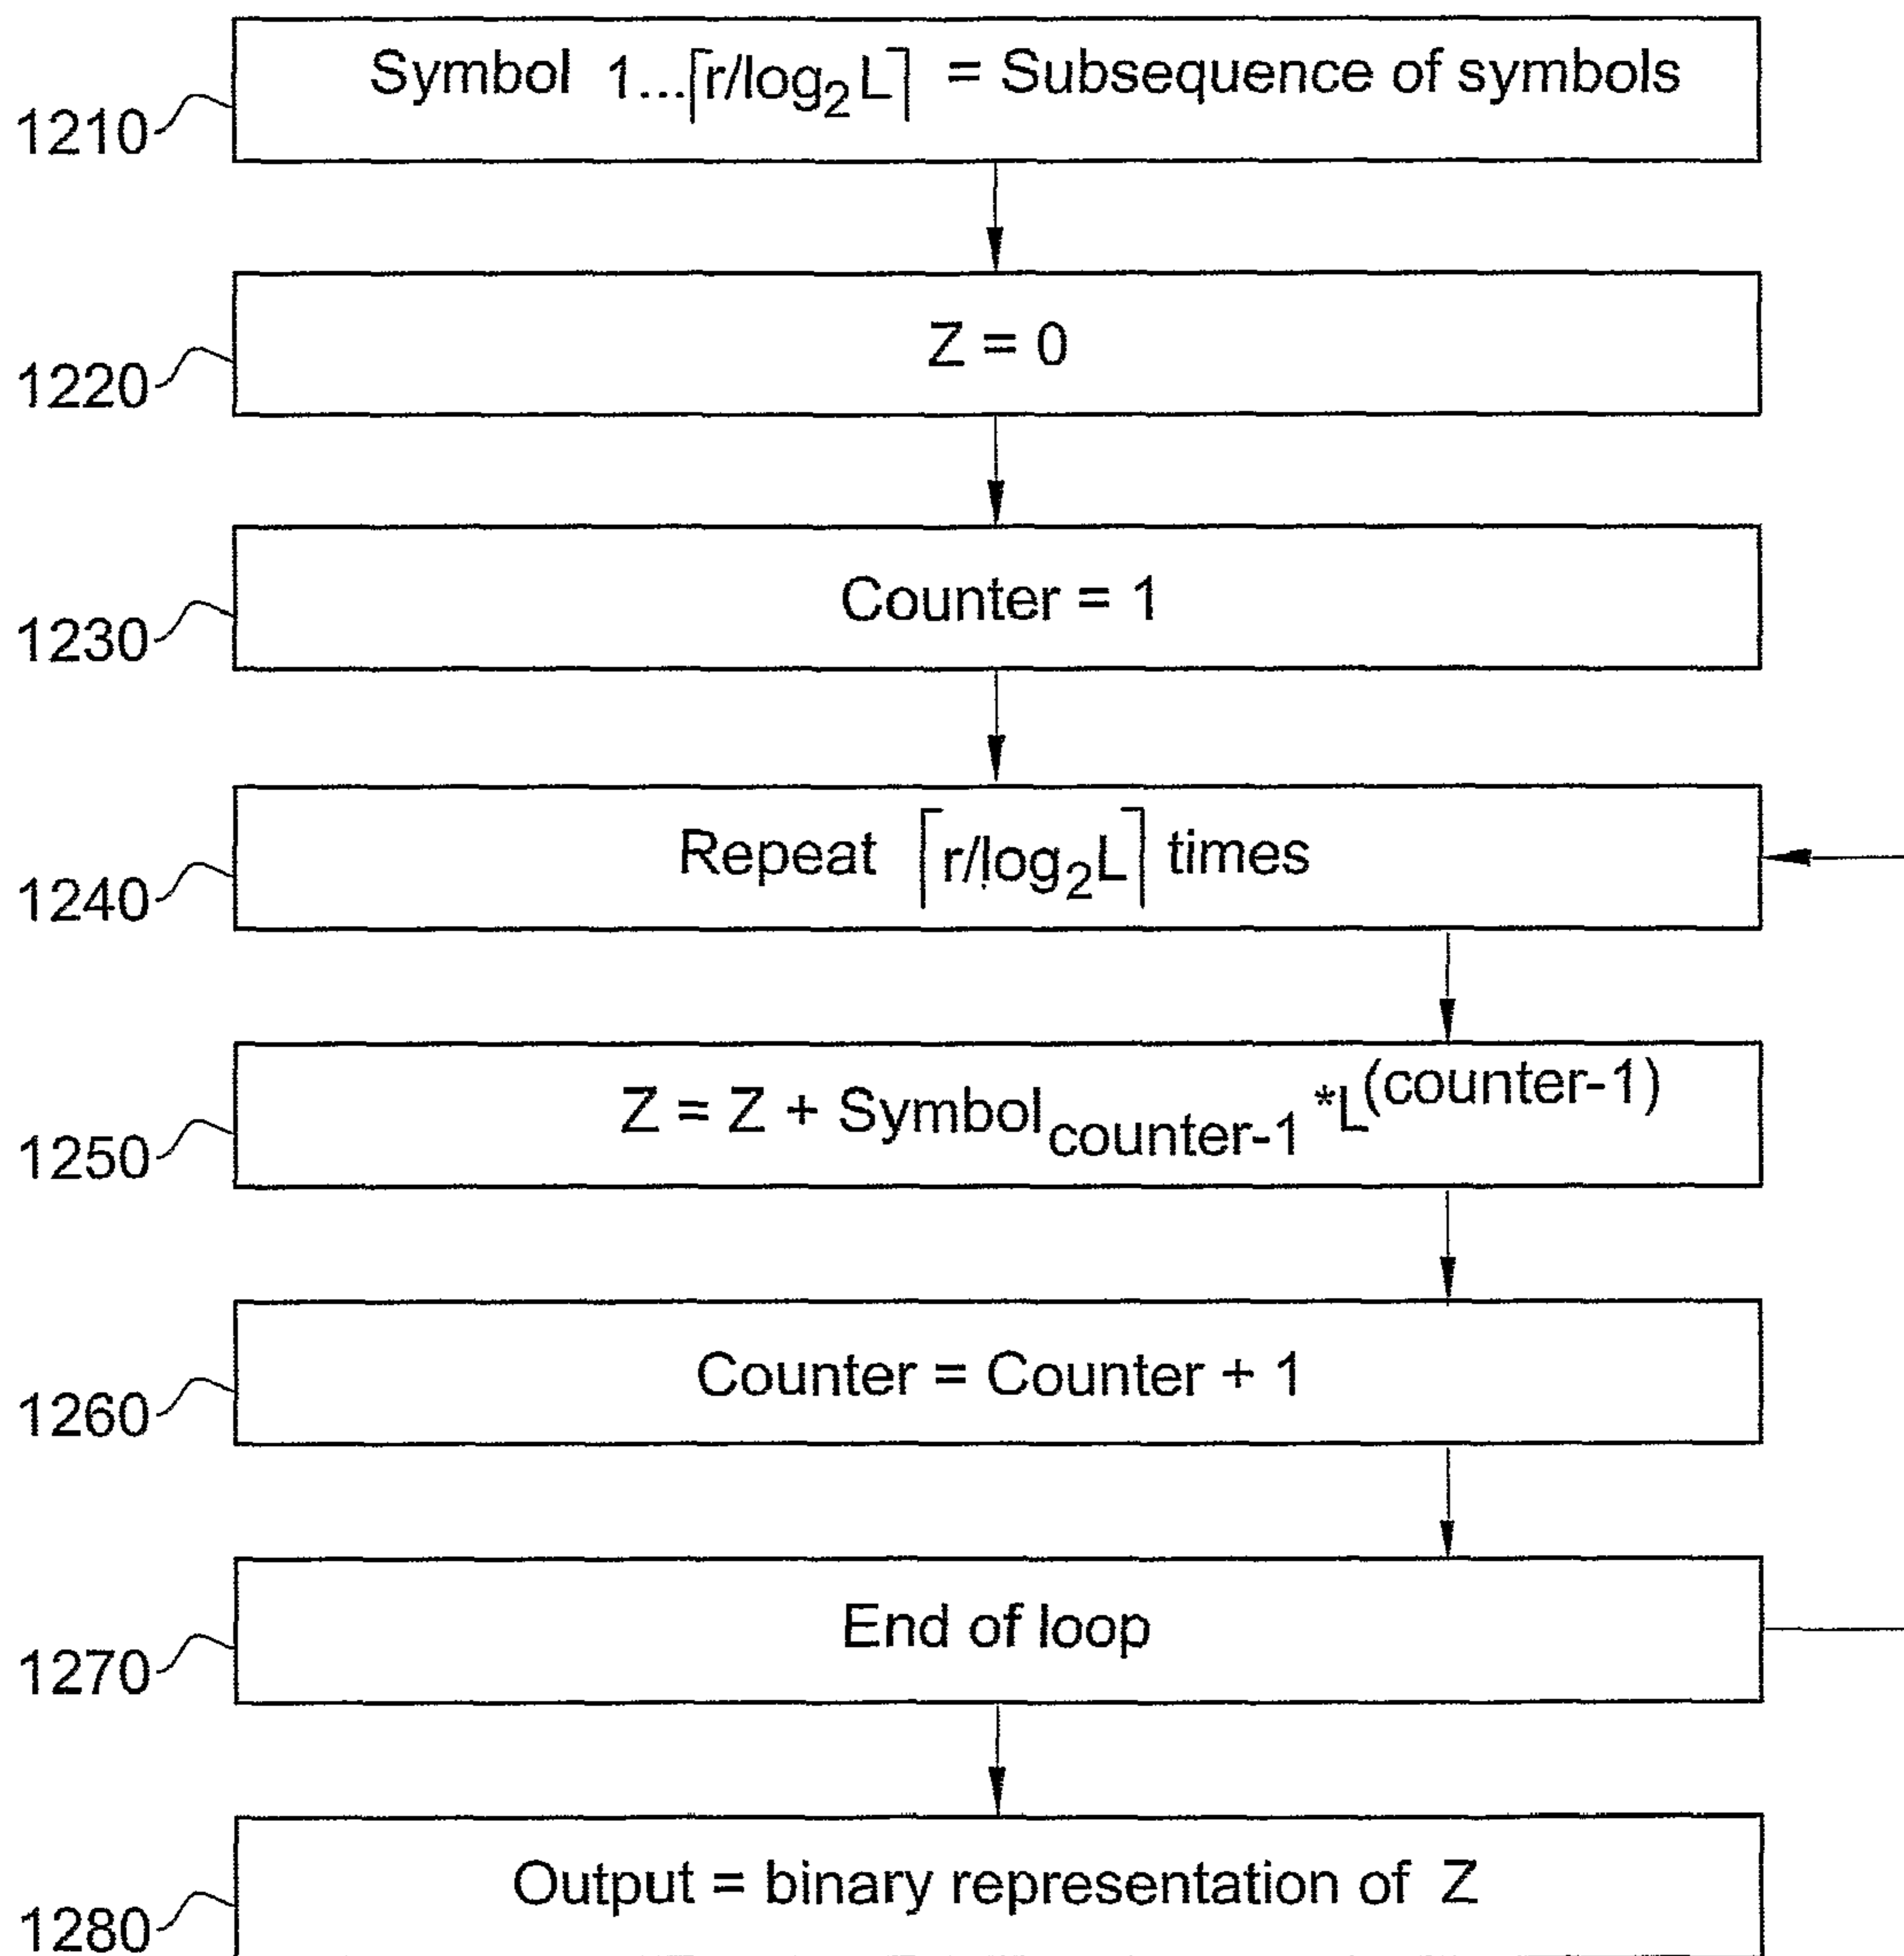 Symbol 1...⌈r/log₂L⌉ = Subsequence of symbols
1210
Z = 0
1220
Counter = 1
1230
Repeat ⌈r/log₂L⌉ times
1240
Z = Z + Symbol_counter-1 *L^(counter-1)
1250
Counter = Counter + 1
1260
End of loop
1270
Output = binary representation of Z
1280